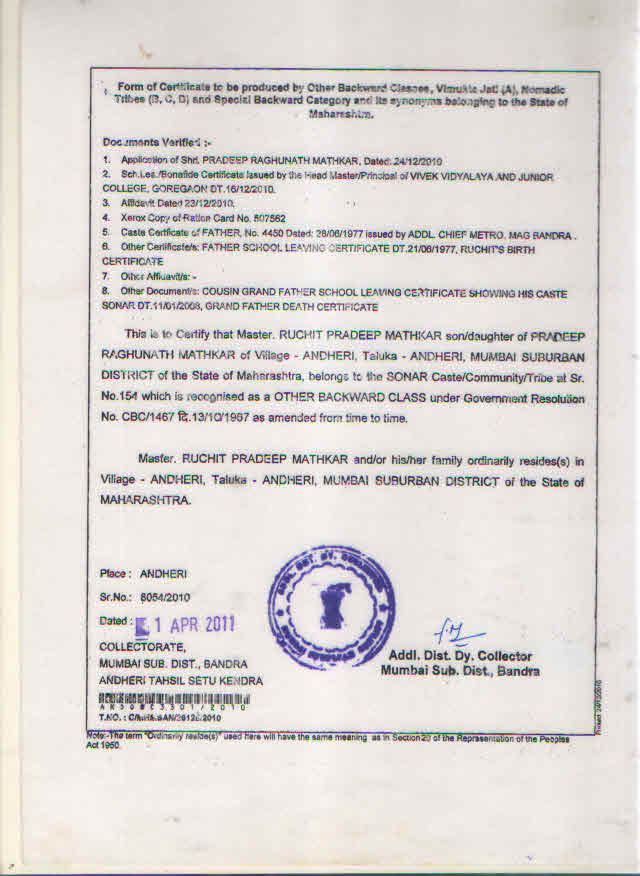 Form of Certificate to be produced by Other Backward Classes, Vimukta Jati (A), Nomadic
Tribes (B, C, D) and Special Backward Category and its synonyms belonging to the State of
Maharashtra.
Documents Verified :-
1. Application of Shri. PRADEEP RAGHUNATH MATHKAR, Dated: 24/12/2010
2. Sch.Les./Bonafide Certificate Issued by the Head Master/Principal of VIVEK VIDYALAYA AND JUNIOR
COLLEGE, GOREGAON DT.16/12/2010.
3. Affidavit Dated 23/12/2010.
4. Xerox Copy of Ration Card No. 507562
5. Caste Certificate of FATHER, No. 4450 Dated: 28/06/1977 issued by ADDL. CHIEF METRO. MAG BANDRA .
6. Other Certificate/s: FATHER SCHOOL LEAVING CERTIFICATE DT.21/06/1977, RUCHIT'S BIRTH
CERTIFICATE
7. Other Affidavit/s: -
8. Other Document/s: COUSIN GRAND FATHER SCHOOL LEAVING CERTIFICATE SHOWING HIS CASTE
SONAR DT.11/01/2008, GRAND FATHER DEATH CERTIFICATE
This is to Certify that Master. RUCHIT PRADEEP MATHKAR son/daughter of PRADEEP
RAGHUNATH MATHKAR of Village - ANDHERI, Taluka - ANDHERI, MUMBAI SUBURBAN
DISTRICT of the State of Maharashtra, belongs to the SONAR Caste/Community/Tribe at Sr.
No.154 which is recognised as a OTHER BACKWARD CLASS under Government Resolution
No. CBC/1467 दि.13/10/1967 as amended from time to time.
Master. RUCHIT PRADEEP MATHKAR and/or his/her family ordinarily resides(s) in
Village - ANDHERI, Taluka - ANDHERI, MUMBAI SUBURBAN DISTRICT of the State of
MAHARASHTRA.
Place : ANDHERI
Sr.No.: 8054/2010
Dated : 1 APR 2011
COLLECTORATE,
MUMBAI SUB. DIST., BANDRA
ANDHERI TAHSIL SETU KENDRA
Addl. Dist. Dy. Collector
Mumbai Sub. Dist., Bandra
T.NO. :
Printed 24/12/2010
Note:-The term "Ordinarily reside(s)" used here will have the same meaning as in Section 20 of the Representation of the Peoples
Act 1950.